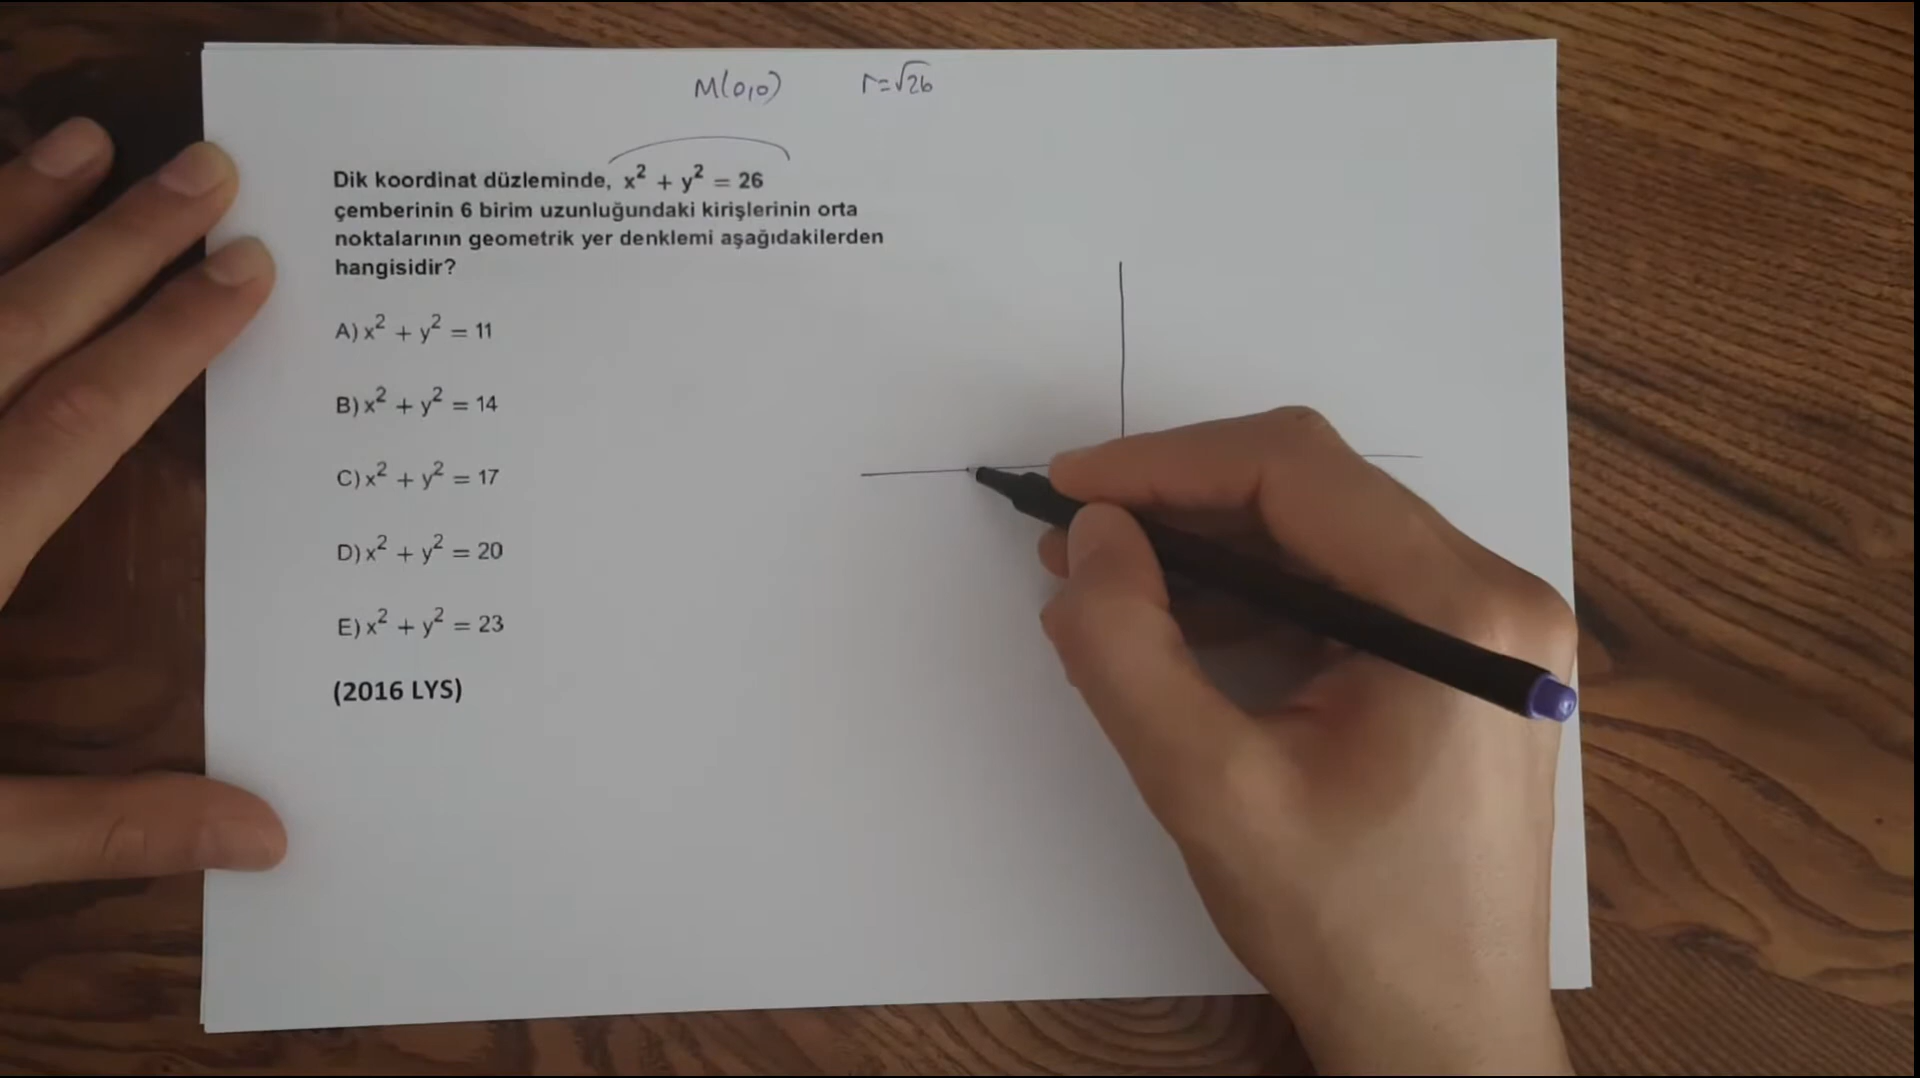 M(0,0) r=√26
Dik koordinat düzleminde, x² + y² = 26
çemberinin 6 birim uzunluğundaki kirişlerinin orta
noktalarının geometrik yer denklemi aşağıdakilerden
hangisidir?
A) x² + y² = 11
B) x² + y² = 14
C) x² + y² = 17
D) x² + y² = 20
E) x² + y² = 23
(2016 LYS)